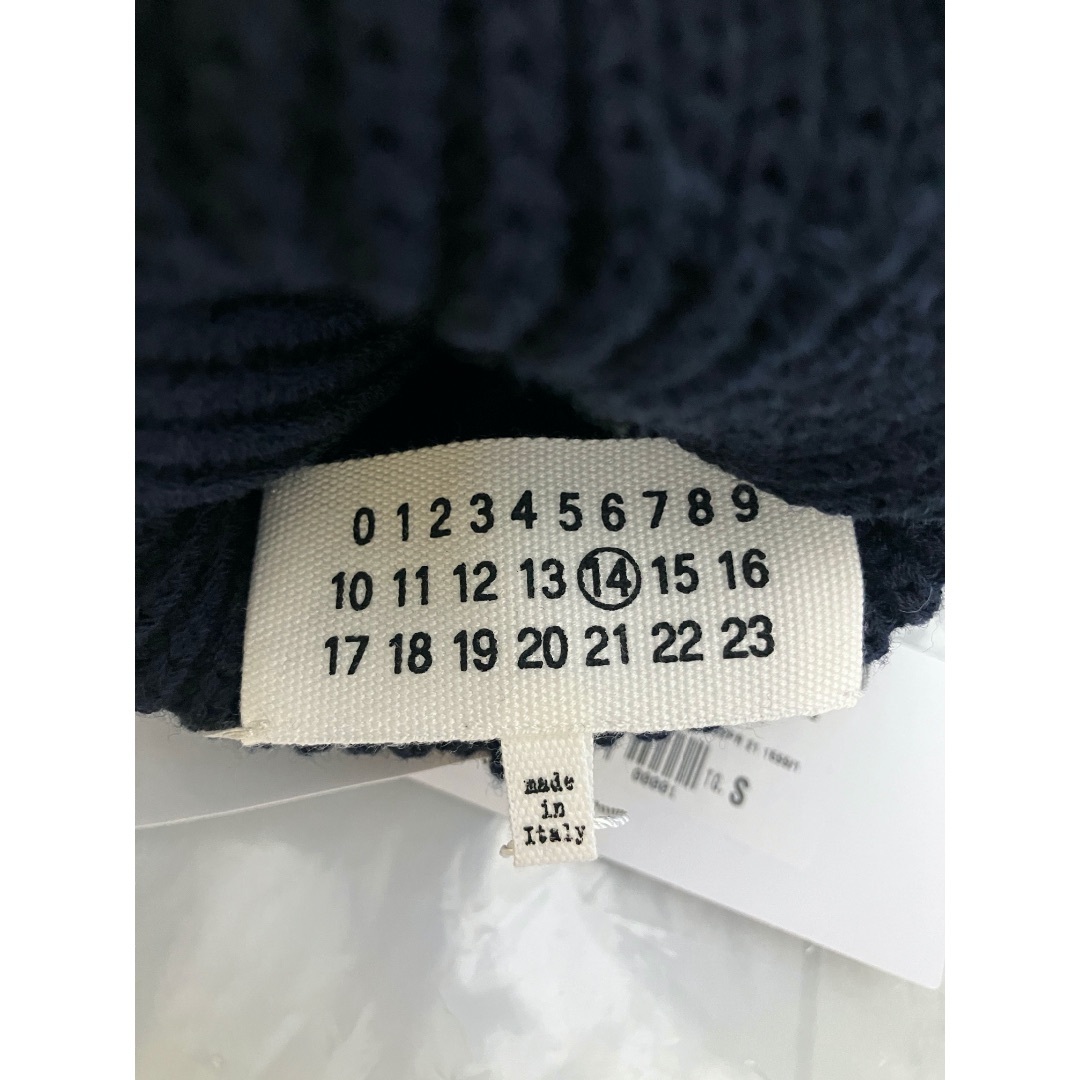 0 1 2 3 4 5 6 7 8 9
10 11 12 13 14 15 16
17 18 19 20 21 22 23
made
in
Italy
TG. S